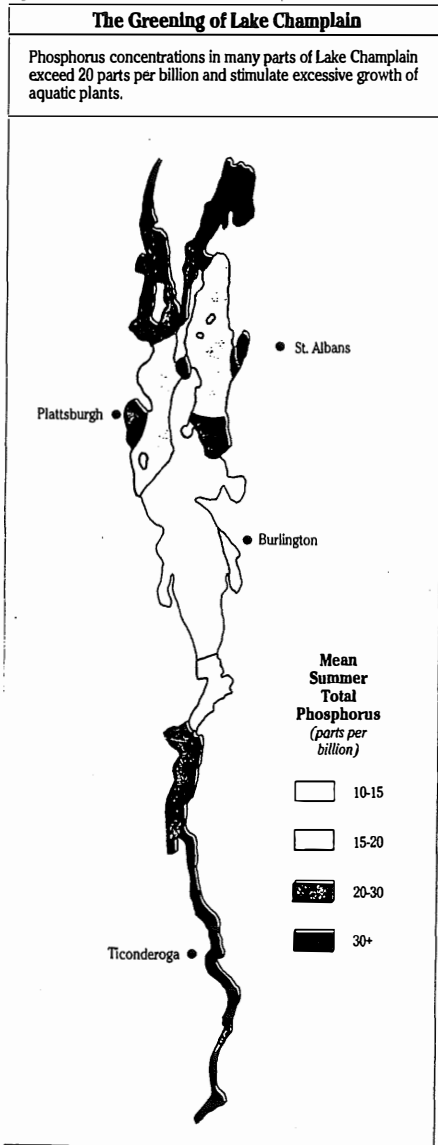 The Greening of Lake Champlain
Phosphorus concentrations in many parts of Lake Champlain
exceed 20 parts per billion and stimulate excessive growth of
aquatic plants.
St. Albans
Plattsburgh
Burlington
Mean
Summer
Total
Phosphorus
(parts per
billion)
10-15
15-20
20-30
30+
Ticonderoga